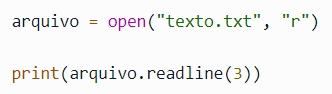 arquivo = open("texto.txt", "r")
print(arquivo.readline(3))